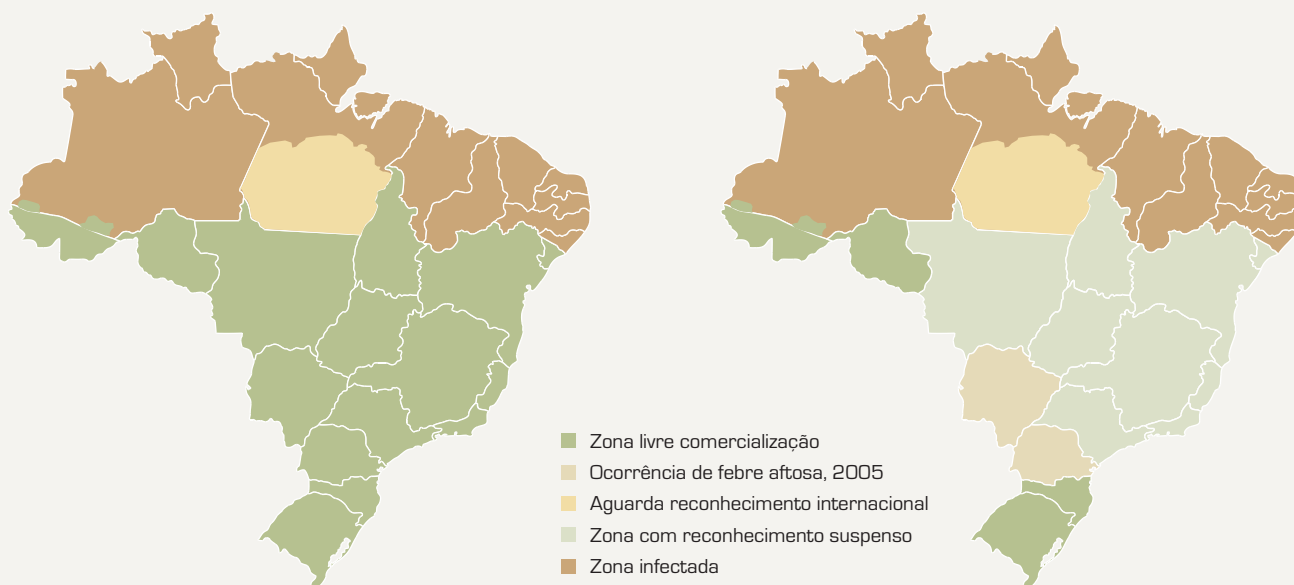 Zona livre comercialização
Ocorrência de febre aftosa, 2005
Aguarda reconhecimento internacional
Zona com reconhecimento suspenso
Zona infectada